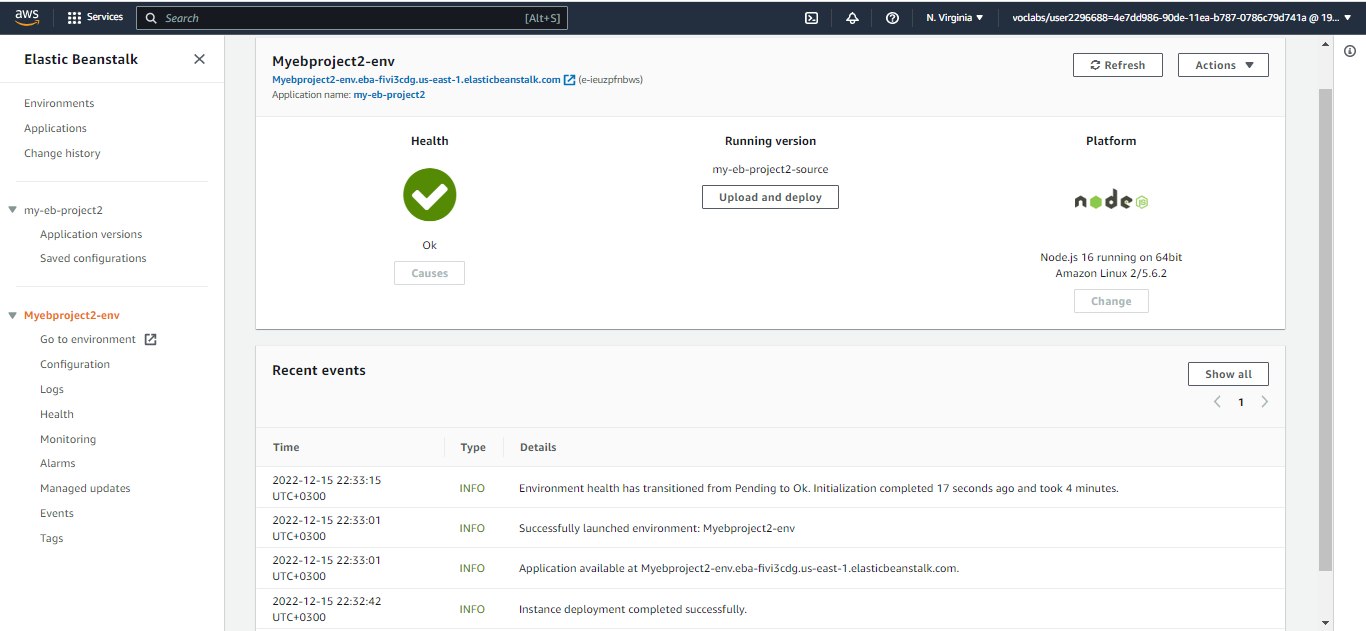 aws
Services
Search
[Alt+S]
N. Virginia
voclabs/user2296688=4e7dd986-90de-11ea-b787-0786c79d741a @ 19...
Elastic Beanstalk
Environments
Applications
Change history
my-eb-project2
Application versions
Saved configurations
Myebproject2-env
Go to environment
Configuration
Logs
Health
Monitoring
Alarms
Managed updates
Events
Tags
Myebproject2-env
Myebproject2-env.eba-fivi3cdg.us-east-1.elasticbeanstalk.com (e-ieuzpfnbws)
Application name: my-eb-project2
Refresh
Actions
Health
Ok
Causes
Running version
my-eb-project2-source
Upload and deploy
Platform
node JS
Node.js 16 running on 64bit
Amazon Linux 2/5.6.2
Change
Recent events
Show all
1
Time Type Details
2022-12-15 22:33:15
UTC+0300
INFO
Environment health has transitioned from Pending to Ok. Initialization completed 17 seconds ago and took 4 minutes.
2022-12-15 22:33:01
UTC+0300
INFO
Successfully launched environment: Myebproject2-env
2022-12-15 22:33:01
UTC+0300
INFO
Application available at Myebproject2-env.eba-fivi3cdg.us-east-1.elasticbeanstalk.com.
2022-12-15 22:32:42
UTC+0300
INFO
Instance deployment completed successfully.